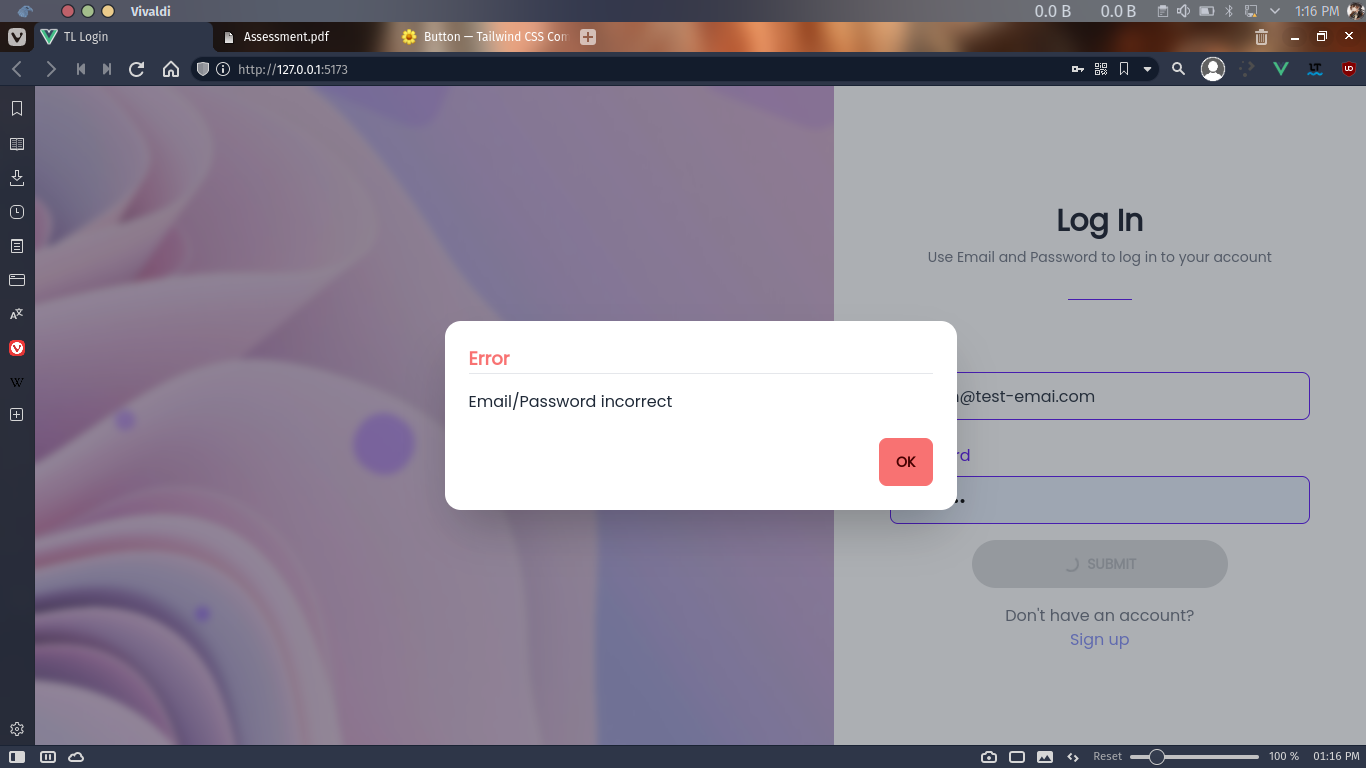 Vivaldi
0.0 B 0.0 B 1:16 PM
TL Login
Assessment.pdf
Button — Tailwind CSS Com
http://127.0.0.1:5173
Log In
Use Email and Password to log in to your account
Error
Email/Password incorrect
OK
@test-emai.com
rd
SUBMIT
Don't have an account?
Sign up
Reset 100 % 01:16 PM